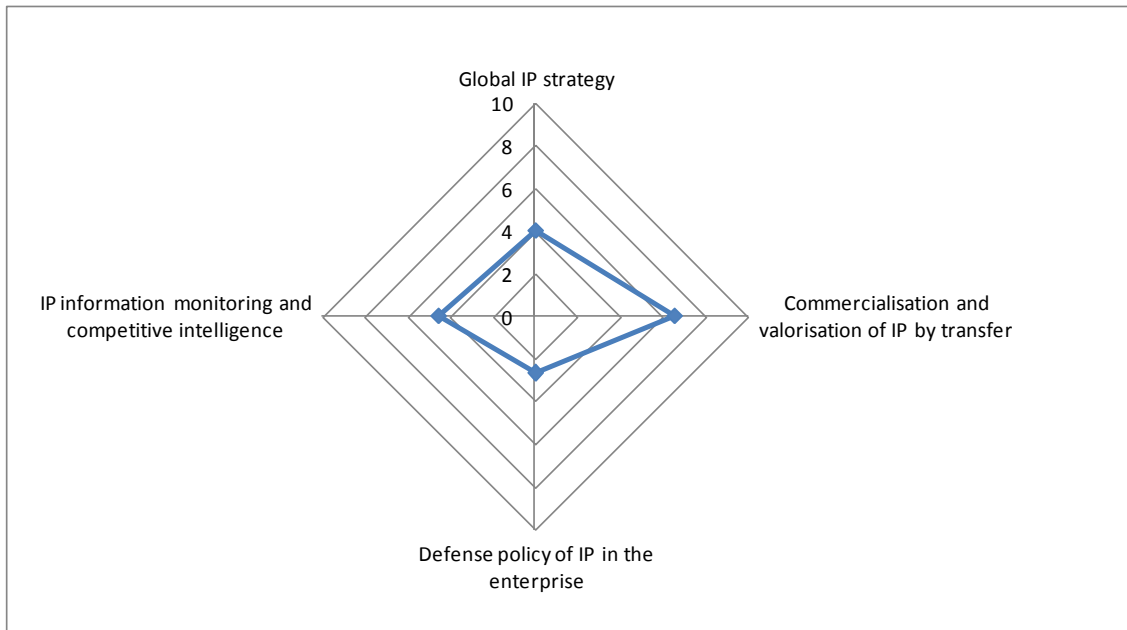 Global IP strategy
10
8
6
4
2
0
IP information monitoring and
competitive intelligence
Commercialisation and
valorisation of IP by transfer
Defense policy of IP in the
enterprise